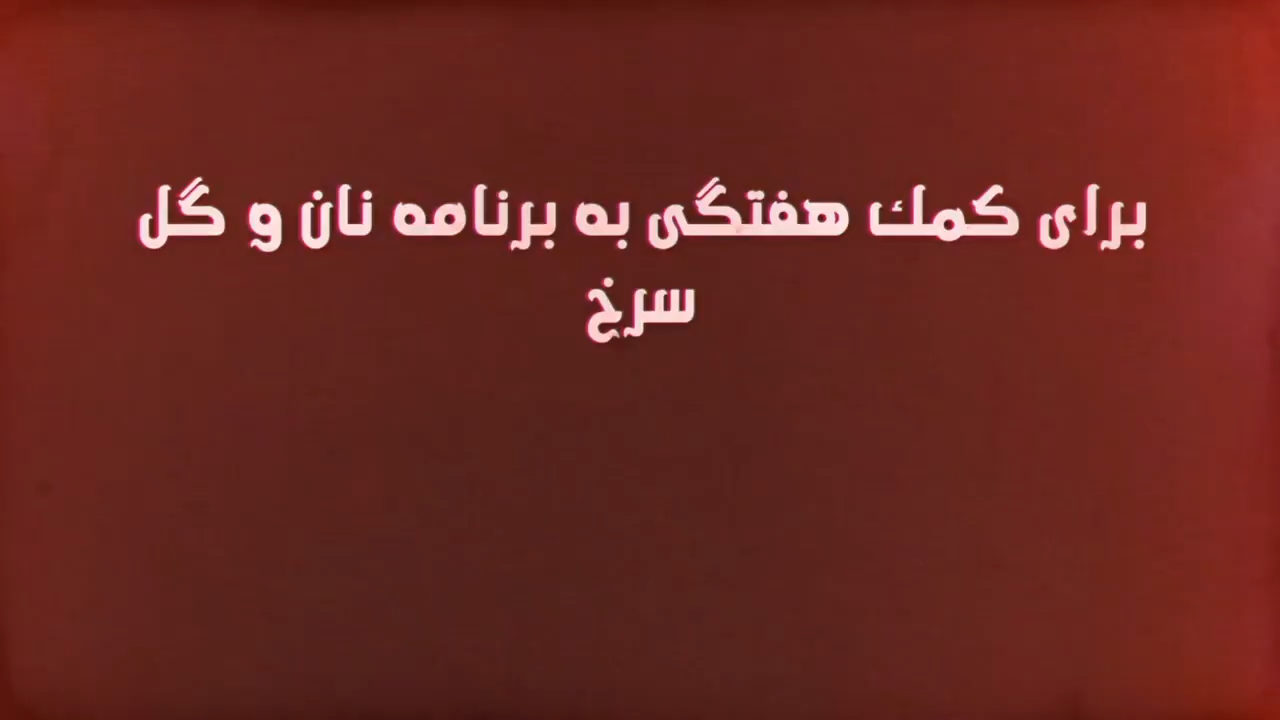 برای کمک هفتگی به برنامه نان و گل
سرخ